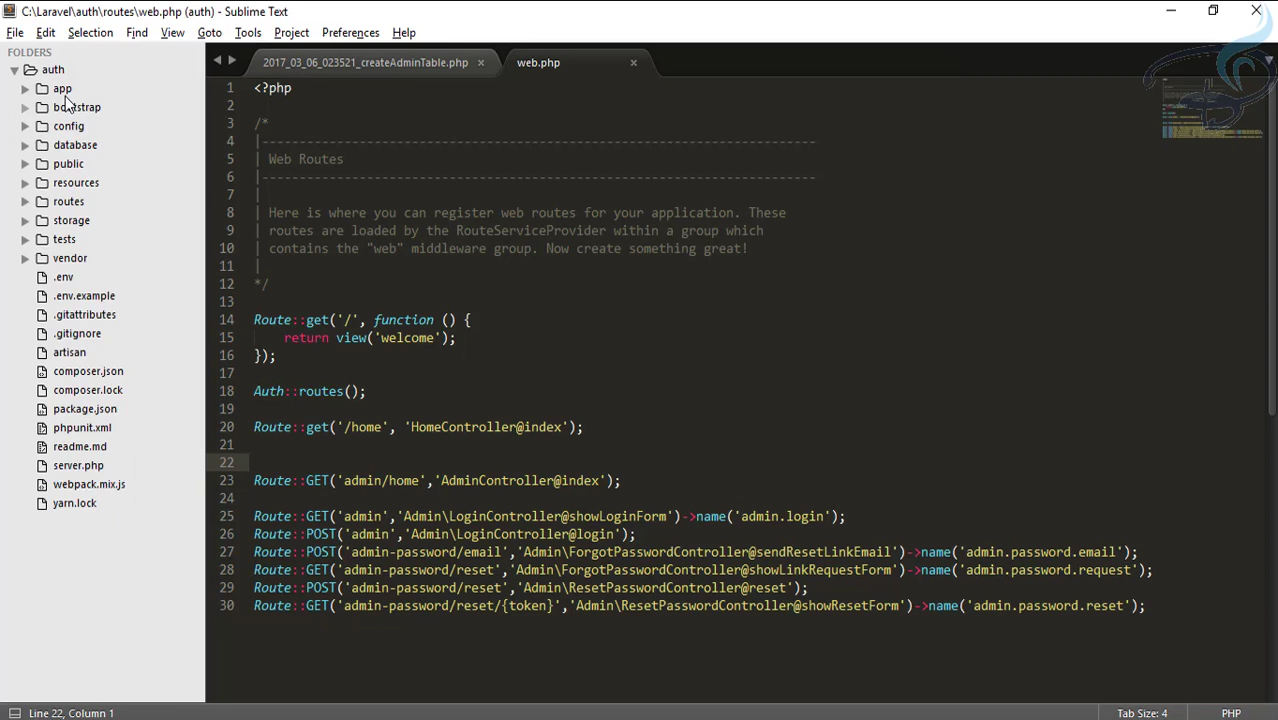 C:\Laravel\auth\routes\web.php (auth) - Sublime Text
File Edit Selection Find View Goto Tools Project Preferences Help
FOLDERS
auth
app
bootstrap
config
database
public
resources
routes
storage
tests
vendor
.env
.env.example
.gitattributes
.gitignore
artisan
composer.json
composer.lock
package.json
phpunit.xml
readme.md
server.php
webpack.mix.js
yarn.lock
2017_03_06_023521_createAdminTable.php × web.php ×
1 <?php
2
3 /*
4 |--------------------------------------------------------------------------
5 | Web Routes
6 |--------------------------------------------------------------------------
7 |
8 | Here is where you can register web routes for your application. These
9 | routes are loaded by the RouteServiceProvider within a group which
10 | contains the "web" middleware group. Now create something great!
11 |
12 */
13
14 Route::get('/', function () {
15 return view('welcome');
16 });
17
18 Auth::routes();
19
20 Route::get('/home', 'HomeController@index');
21
22
23 Route::GET('admin/home','AdminController@index');
24
25 Route::GET('admin','Admin\LoginController@showLoginForm')->name('admin.login');
26 Route::POST('admin','Admin\LoginController@login');
27 Route::POST('admin-password/email','Admin\ForgotPasswordController@sendResetLinkEmail')->name('admin.password.email');
28 Route::GET('admin-password/reset','Admin\ForgotPasswordController@showLinkRequestForm')->name('admin.password.request');
29 Route::POST('admin-password/reset','Admin\ResetPasswordController@reset');
30 Route::GET('admin-password/reset/{token}','Admin\ResetPasswordController@showResetForm')->name('admin.password.reset');
Line 22, Column 1 Tab Size: 4 PHP